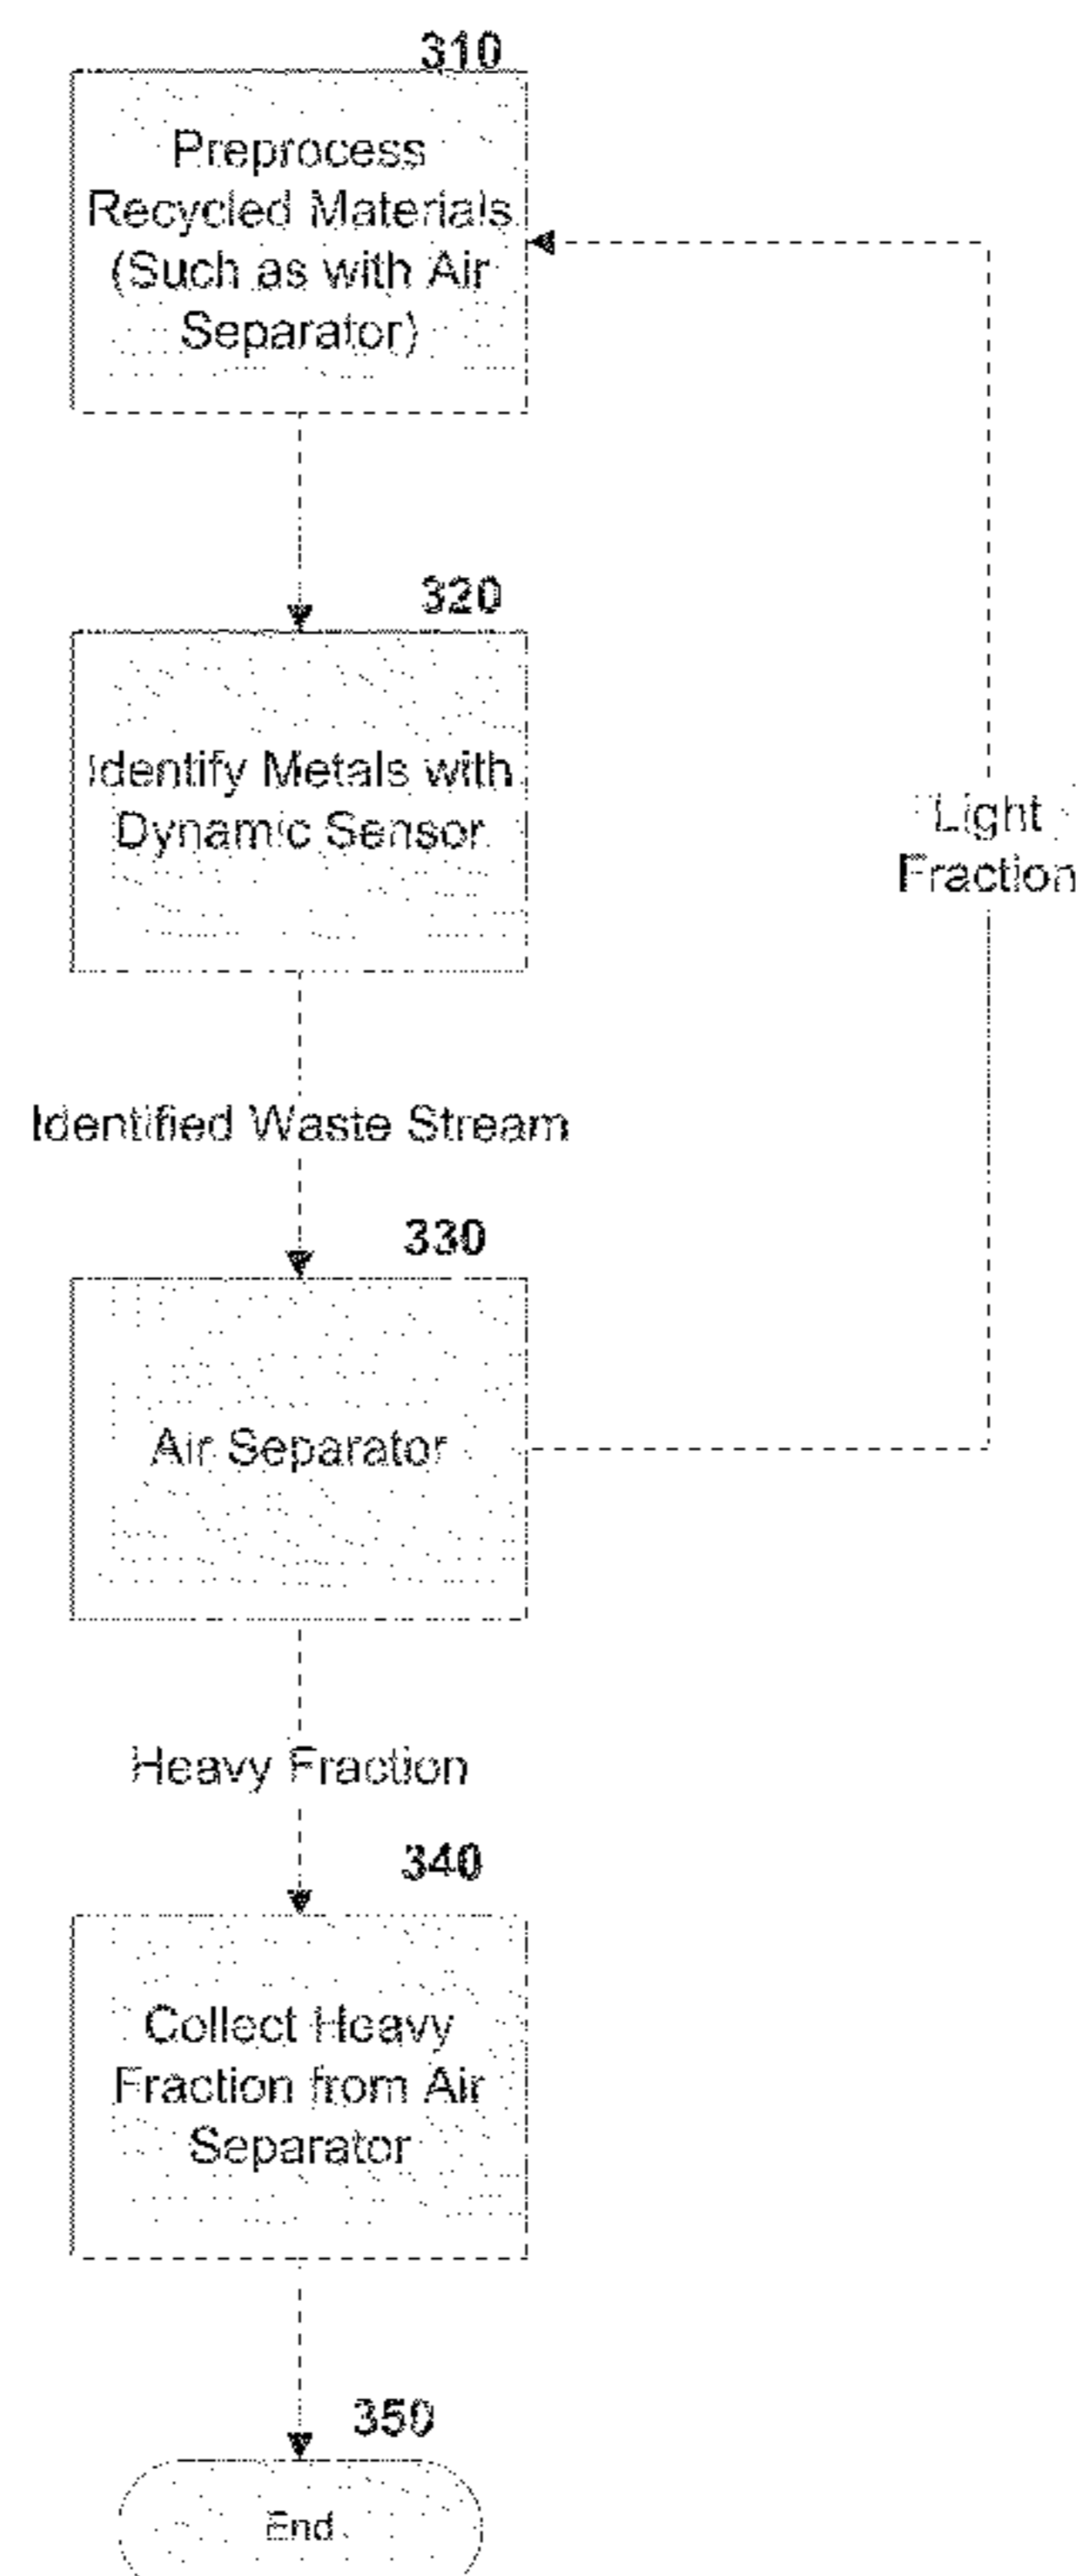 310
Preprocess
Recycled Materials
(Such as with Air
Separator)
320
Identify Metals with
Dynamic Sensor
Light
Fraction
Identified Waste Stream
330
Air Separator
Heavy Fraction
340
Collect Heavy
Fraction from Air
Separator
350
End